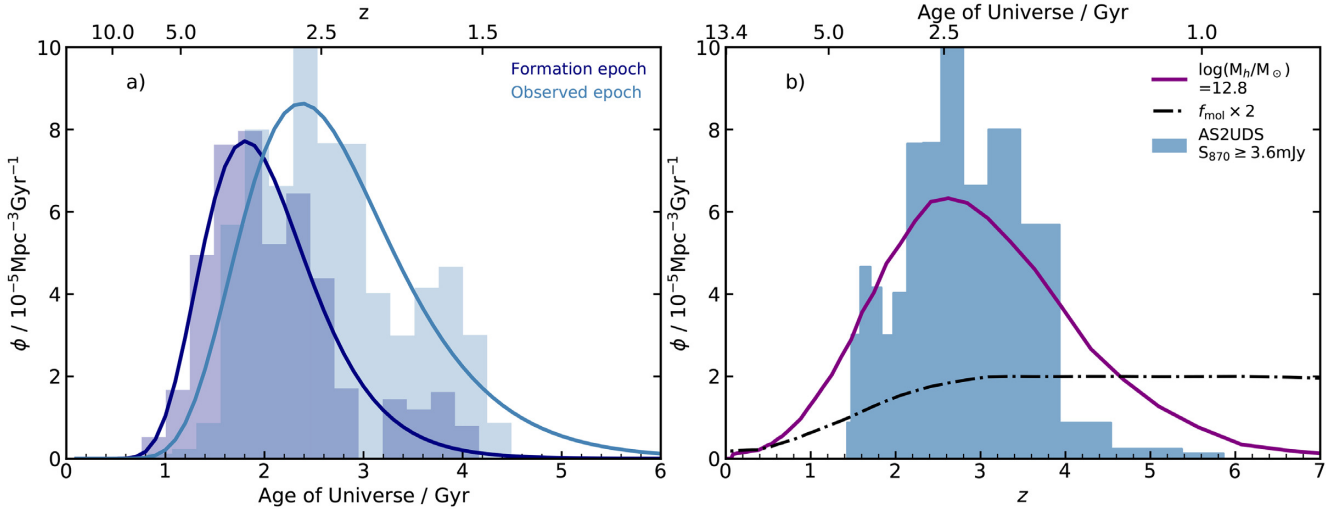 z
10.0 5.0 2.5 1.5
a)
Formation epoch
Observed epoch
ϕ / 10⁻⁵Mpc⁻³Gyr⁻¹
10
8
6
4
2
0
0 1 2 3 4 5 6
Age of Universe / Gyr
Age of Universe / Gyr
13.4 5.0 2.5 1.0
b)
log(M_h/M_⊙)
=12.8
f_mol × 2
AS2UDS
S₈₇₀ ≥ 3.6mJy
ϕ / 10⁻⁵Mpc⁻³Gyr⁻¹
10
8
6
4
2
0
0 1 2 3 4 5 6 7
z